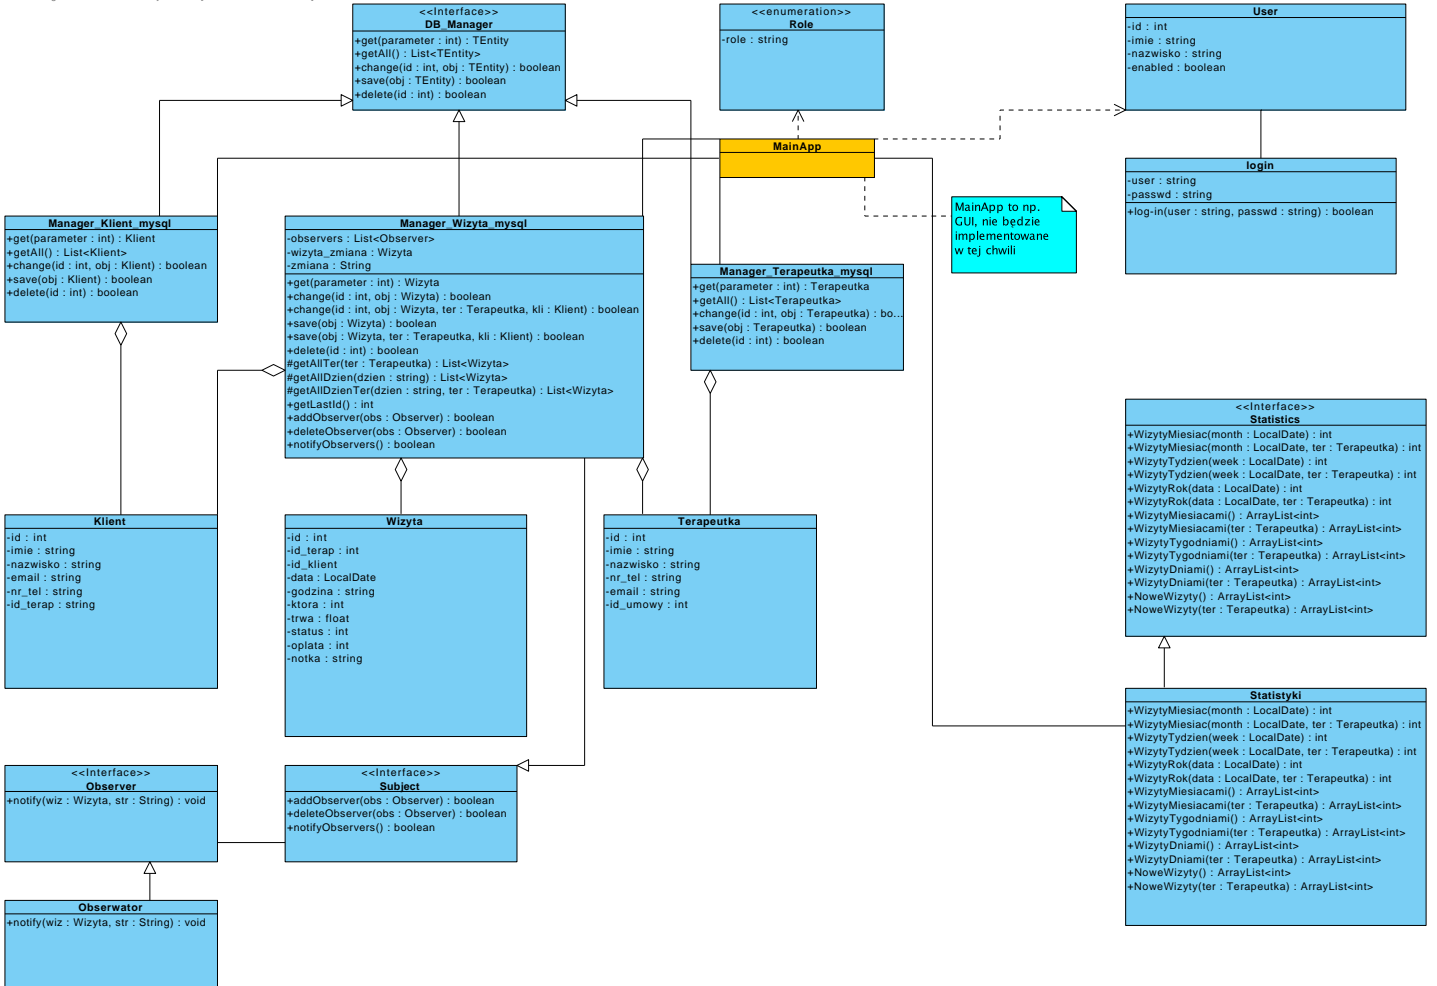 <<Interface>>
DB_Manager
+get(parameter : int) : TEntity
+getAll() : List<TEntity>
+change(id : int, obj : TEntity) : boolean
+save(obj : TEntity) : boolean
+delete(id : int) : boolean
<<enumeration>>
Role
-role : string
User
-id : int
-imie : string
-nazwisko : string
-enabled : boolean
MainApp
login
-user : string
-passwd : string
+log-in(user : string, passwd : string) : boolean
MainApp to np.
GUI, nie będzie
implementowane
w tej chwili
Manager_Klient_mysql
+get(parameter : int) : Klient
+getAll() : List<Klient>
+change(id : int, obj : Klient) : boolean
+save(obj : Klient) : boolean
+delete(id : int) : boolean
Manager_Wizyta_mysql
-observers : List<Observer>
-wizyta_zmiana : Wizyta
-zmiana : String
+get(parameter : int) : Wizyta
+change(id : int, obj : Wizyta) : boolean
+change(id : int, obj : Wizyta, ter : Terapeutka, kli : Klient) : boolean
+save(obj : Wizyta) : boolean
+save(obj : Wizyta, ter : Terapeutka, kli : Klient) : boolean
+delete(id : int) : boolean
#getAllTer(ter : Terapeutka) : List<Wizyta>
#getAllDzien(dzien : string) : List<Wizyta>
#getAllDzienTer(dzien : string, ter : Terapeutka) : List<Wizyta>
+getLastId() : int
+addObserver(obs : Observer) : boolean
+deleteObserver(obs : Observer) : boolean
+notifyObservers() : boolean
Manager_Terapeutka_mysql
+get(parameter : int) : Terapeutka
+getAll() : List<Terapeutka>
+change(id : int, obj : Terapeutka) : bo...
+save(obj : Terapeutka) : boolean
+delete(id : int) : boolean
<<Interface>>
Statistics
+WizytyMiesiac(month : LocalDate) : int
+WizytyMiesiac(month : LocalDate, ter : Terapeutka) : int
+WizytyTydzien(week : LocalDate) : int
+WizytyTydzien(week : LocalDate, ter : Terapeutka) : int
+WizytyRok(data : LocalDate) : int
+WizytyRok(data : LocalDate, ter : Terapeutka) : int
+WizytyMiesiacami() : ArrayList<int>
+WizytyMiesiacami(ter : Terapeutka) : ArrayList<int>
+WizytyTygodniami() : ArrayList<int>
+WizytyTygodniami(ter : Terapeutka) : ArrayList<int>
+WizytyDniami() : ArrayList<int>
+WizytyDniami(ter : Terapeutka) : ArrayList<int>
+NoweWizyty() : ArrayList<int>
+NoweWizyty(ter : Terapeutka) : ArrayList<int>
Klient
-id : int
-imie : string
-nazwisko : string
-email : string
-nr_tel : string
-id_terap : string
Wizyta
-id : int
-id_terap : int
-id_klient
-data : LocalDate
-godzina : string
-ktora : int
-trwa : float
-status : int
-oplata : int
-notka : string
Terapeutka
-id : int
-imie : string
-nazwisko : string
-nr_tel : string
-email : string
-id_umowy : int
Statistyki
+WizytyMiesiac(month : LocalDate) : int
+WizytyMiesiac(month : LocalDate, ter : Terapeutka) : int
+WizytyTydzien(week : LocalDate) : int
+WizytyTydzien(week : LocalDate, ter : Terapeutka) : int
+WizytyRok(data : LocalDate) : int
+WizytyRok(data : LocalDate, ter : Terapeutka) : int
+WizytyMiesiacami() : ArrayList<int>
+WizytyMiesiacami(ter : Terapeutka) : ArrayList<int>
+WizytyTygodniami() : ArrayList<int>
+WizytyTygodniami(ter : Terapeutka) : ArrayList<int>
+WizytyDniami() : ArrayList<int>
+WizytyDniami(ter : Terapeutka) : ArrayList<int>
+NoweWizyty() : ArrayList<int>
+NoweWizyty(ter : Terapeutka) : ArrayList<int>
<<Interface>>
Observer
+notify(wiz : Wizyta, str : String) : void
<<Interface>>
Subject
+addObserver(obs : Observer) : boolean
+deleteObserver(obs : Observer) : boolean
+notifyObservers() : boolean
Obserwator
+notify(wiz : Wizyta, str : String) : void